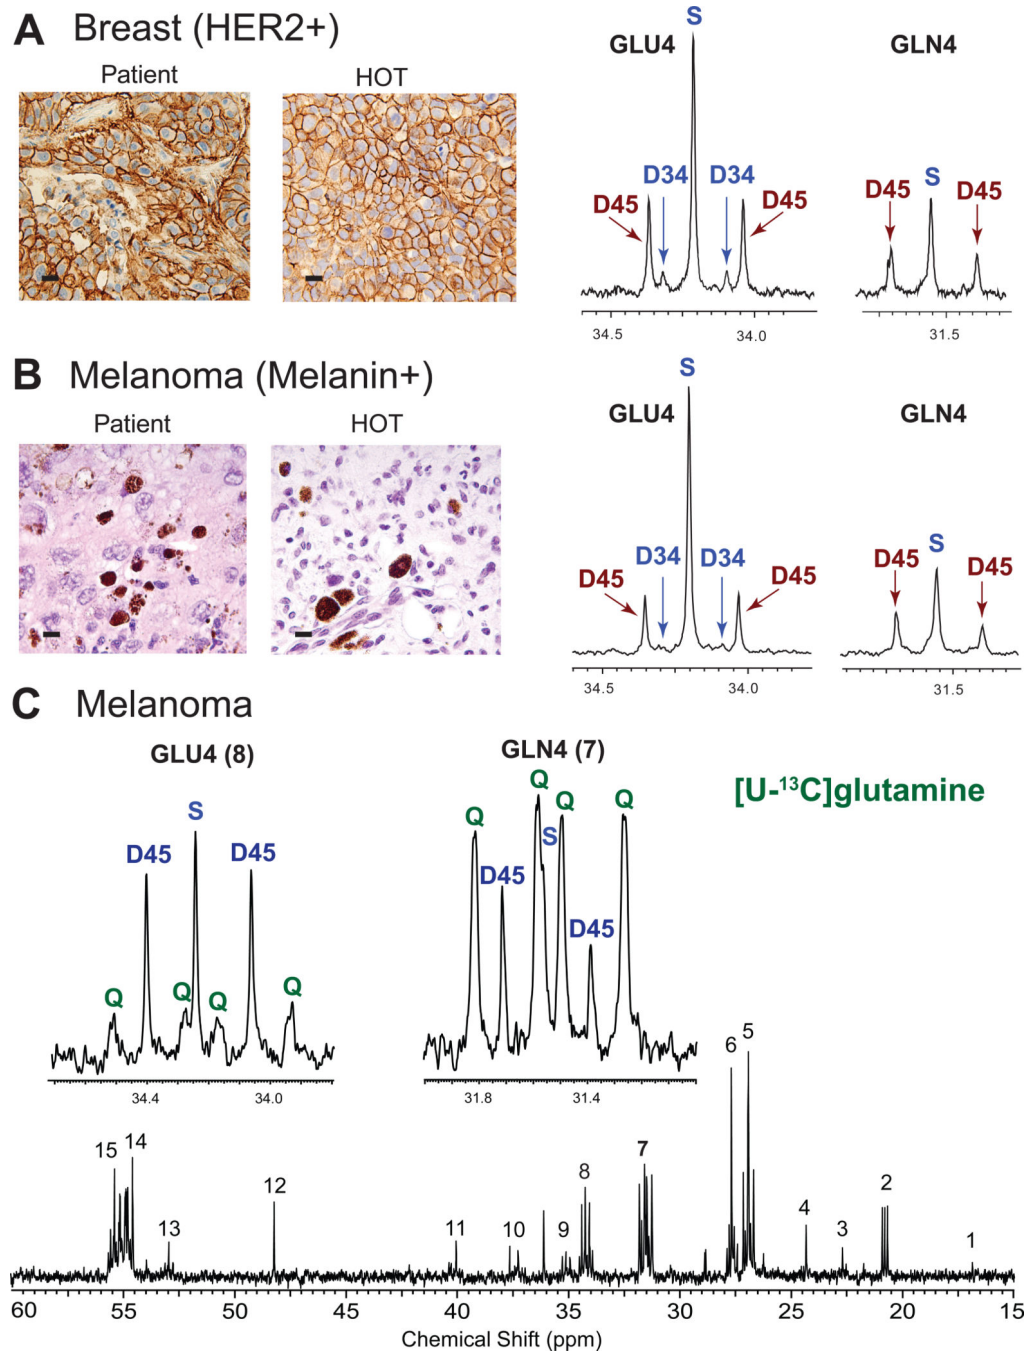 A Breast (HER2+)
Patient
HOT
GLU4
S
D45
D34
D34
D45
34.5
34.0
GLN4
D45
S
D45
31.5
B Melanoma (Melanin+)
Patient
HOT
GLU4
S
D45
D34
D34
D45
34.5
34.0
GLN4
D45
S
D45
31.5
C Melanoma
GLU4 (8)
S
D45
D45
Q
Q
Q
Q
34.4
34.0
GLN4 (7)
Q
Q
Q
Q
S
D45
D45
31.8
31.4
[U-¹³C]glutamine
15
14
13
12
11
10
9
8
7
6
5
4
3
2
1
60
55
50
45
40
35
30
25
20
15
Chemical Shift (ppm)